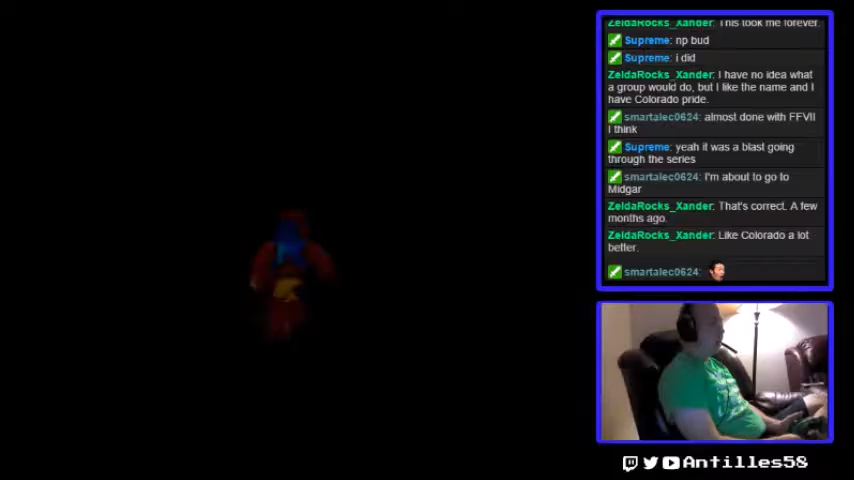 ZeldaRocks_Xander: This took me forever.
Supreme: np bud
Supreme: i did
ZeldaRocks_Xander: I have no idea what
a group would do, but I like the name and I
have Colorado pride.
smartalec0624: almost done with FFVII
I think
Supreme: yeah it was a blast going
through the series
smartalec0624: I'm about to go to
Midgar
ZeldaRocks_Xander: That's correct. A few
months ago.
ZeldaRocks_Xander: Like Colorado a lot
better.
smartalec0624:
Antilles58